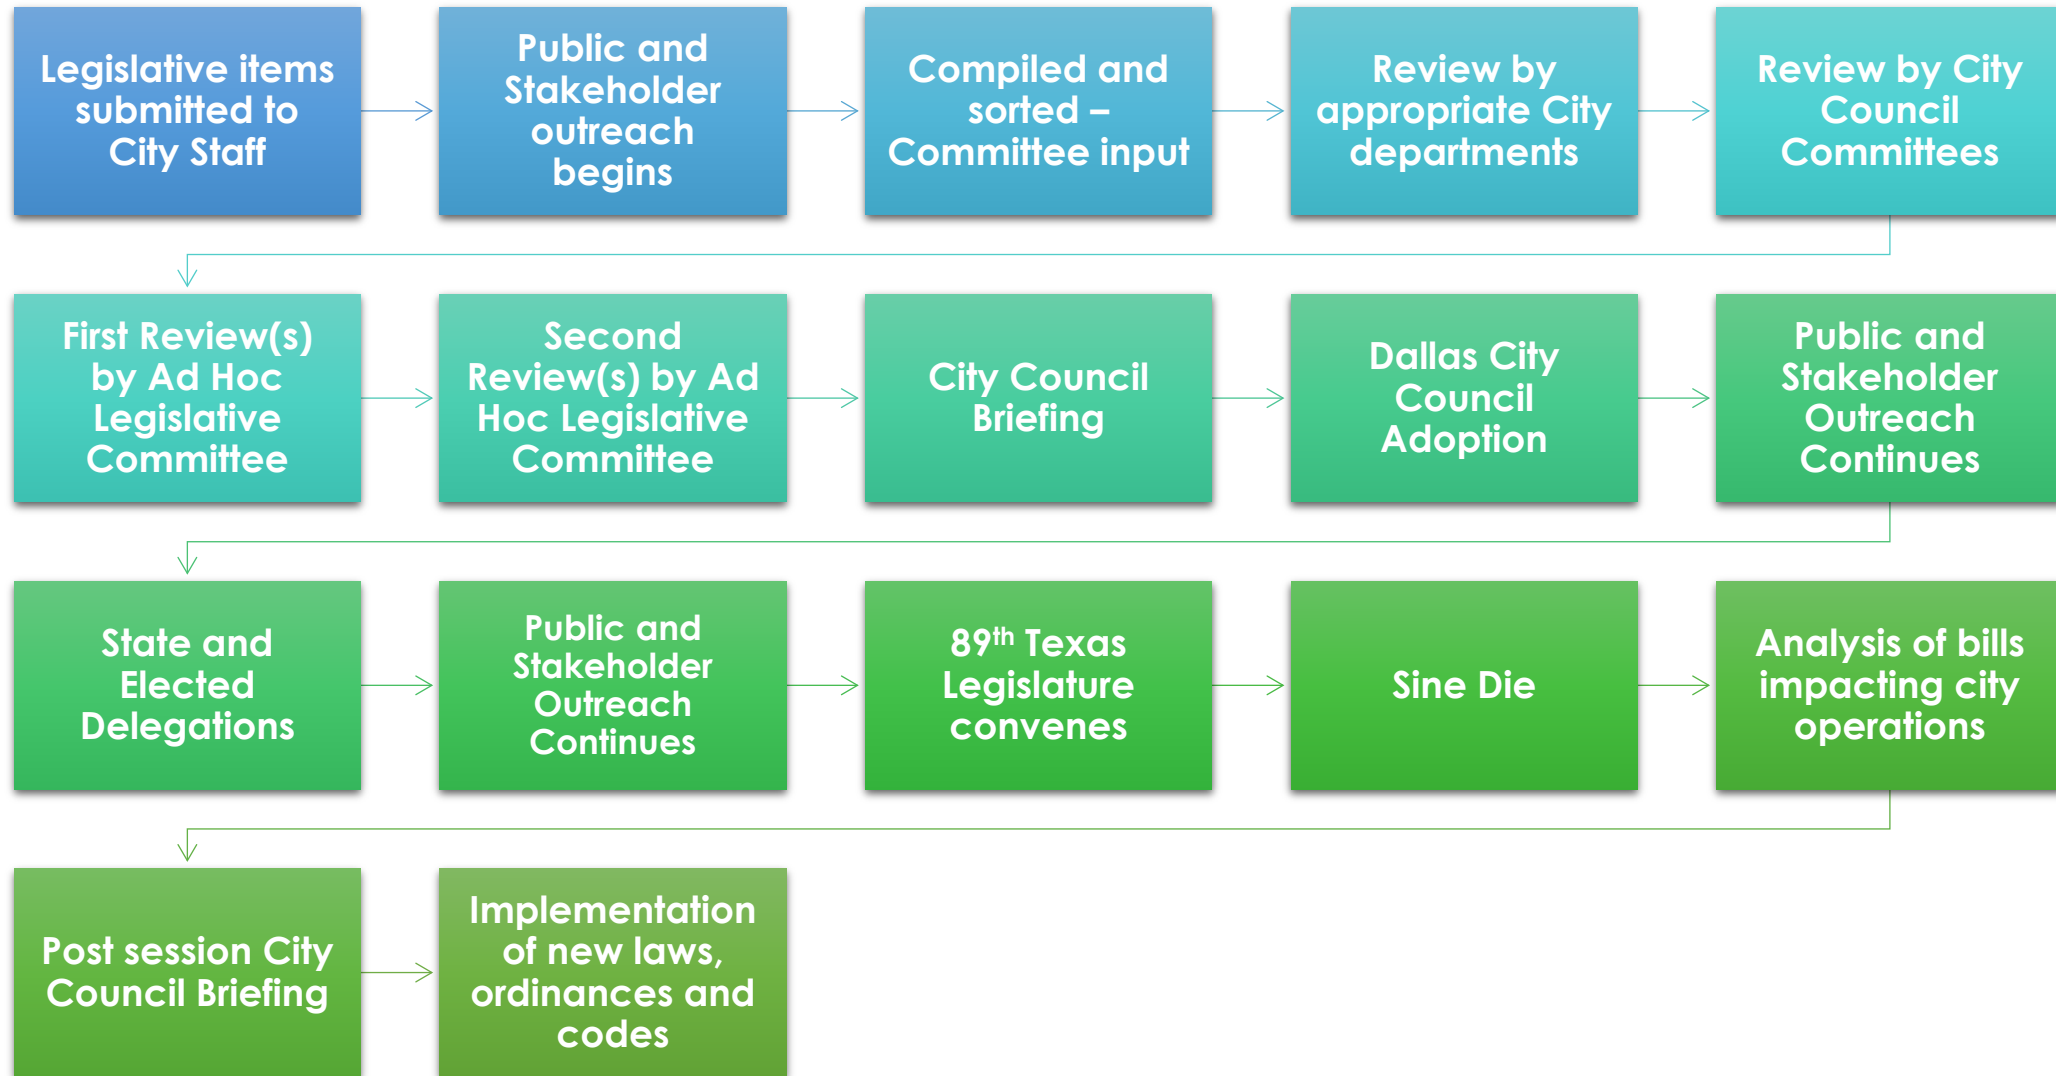 Legislative items
submitted to
City Staff
Public and
Stakeholder
outreach
begins
Compiled and
sorted –
Committee input
Review by
appropriate City
departments
Review by City
Council
Committees
First Review(s)
by Ad Hoc
Legislative
Committee
Second
Review(s) by Ad
Hoc Legislative
Committee
City Council
Briefing
Dallas City
Council
Adoption
Public and
Stakeholder
Outreach
Continues
State and
Elected
Delegations
Public and
Stakeholder
Outreach
Continues
89th Texas
Legislature
convenes
Sine Die
Analysis of bills
impacting city
operations
Post session City
Council Briefing
Implementation
of new laws,
ordinances and
codes